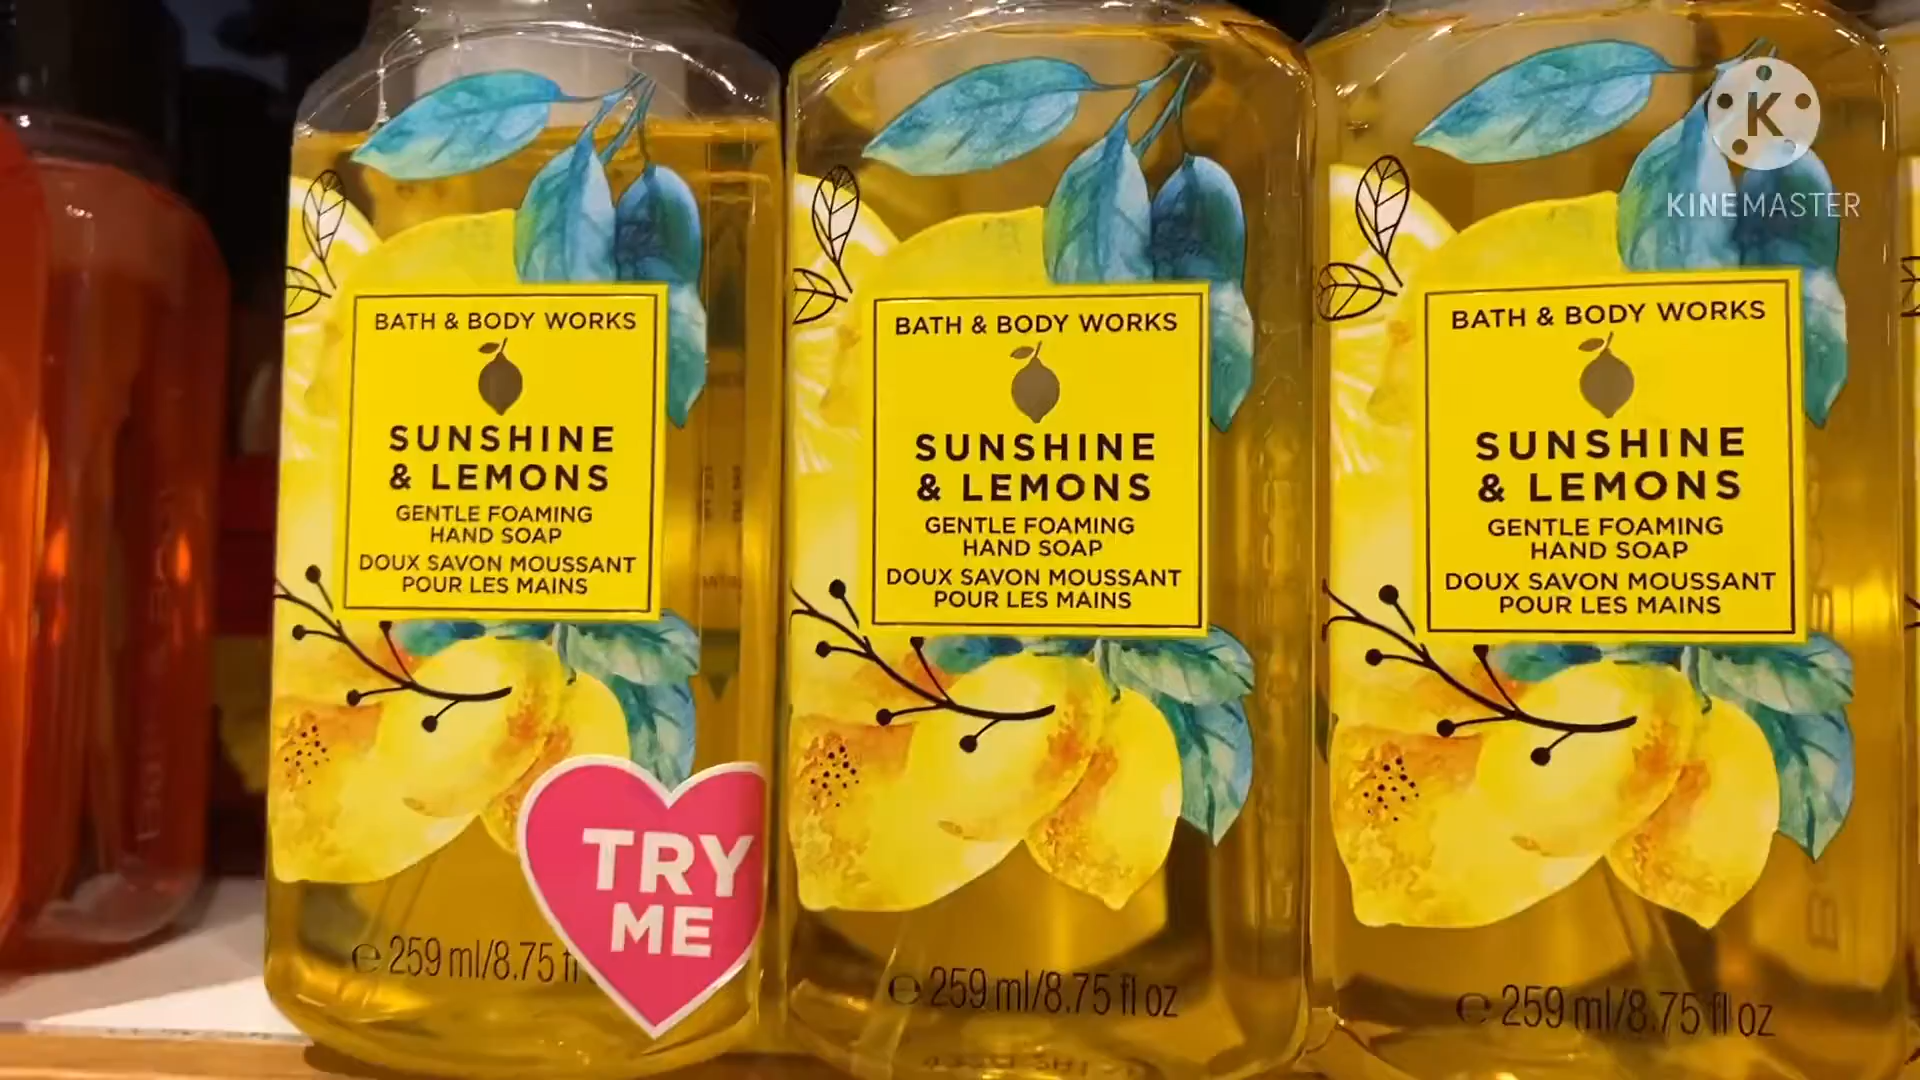 K
KINEMASTER
BATH & BODY WORKS
SUNSHINE
& LEMONS
GENTLE FOAMING
HAND SOAP
DOUX SAVON MOUSSANT
POUR LES MAINS
TRY
ME
℮ 259 ml/8.75 fl
BATH & BODY WORKS
SUNSHINE
& LEMONS
GENTLE FOAMING
HAND SOAP
DOUX SAVON MOUSSANT
POUR LES MAINS
℮ 259 ml/8.75 fl oz
BATH & BODY WORKS
SUNSHINE
& LEMONS
GENTLE FOAMING
HAND SOAP
DOUX SAVON MOUSSANT
POUR LES MAINS
℮ 259 ml/8.75 fl oz